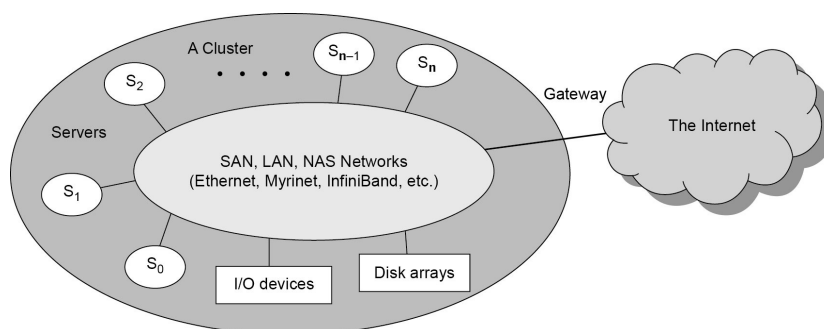 A Cluster
S2
. . . .
Sn–1
Sn
Gateway
Servers
The Internet
SAN, LAN, NAS Networks
(Ethernet, Myrinet, InfiniBand, etc.)
S1
S0
I/O devices
Disk arrays